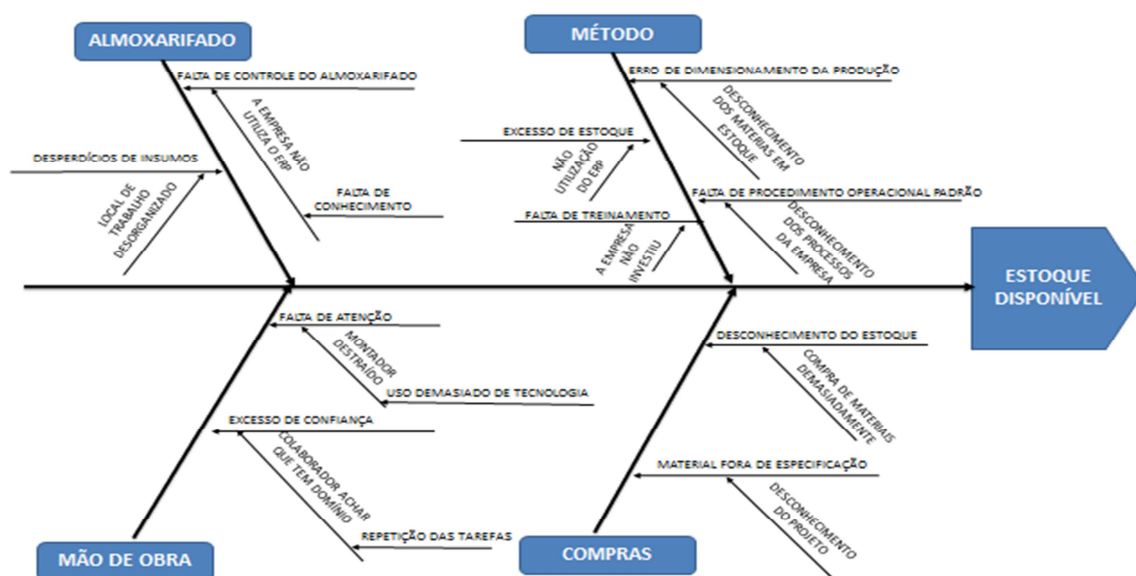 ALMOXARIFADO
FALTA DE CONTROLE DO ALMOXARIFADO
A EMPRESA NÃO
UTILIZA O ERP
DESPERDÍCIOS DE INSUMOS
LOCAL DE
TRABALHO
DESORGANIZADO
FALTA DE
CONHECIMENTO
MÉTODO
ERRO DE DIMENSIONAMENTO DA PRODUÇÃO
DESCONHECIMENTO
DOS MATERIAS EM
ESTOQUE
EXCESSO DE ESTOQUE
NÃO
UTILIZAÇÃO
DO ERP
FALTA DE PROCEDIMENTO OPERACIONAL PADRÃO
DESCONHECIMENTO
DOS PROCESSOS
DA EMPRESA
FALTA DE TREINAMENTO
A EMPRESA
NÃO
INVESTIU
ESTOQUE
DISPONÍVEL
FALTA DE ATENÇÃO
MONTADOR
DESTRAÍDO
USO DEMASIADO DE TECNOLOGIA
EXCESSO DE CONFIANÇA
COLABORADOR ACHAR
QUE TEM DOMÍNIO
REPETIÇÃO DAS TAREFAS
MÃO DE OBRA
DESCONHECIMENTO DO ESTOQUE
COMPRA DE MATERIAIS
DEMASIADAMENTE
MATERIAL FORA DE ESPECIFICAÇÃO
DESCONHECIMENTO
DO PROJETO
COMPRAS